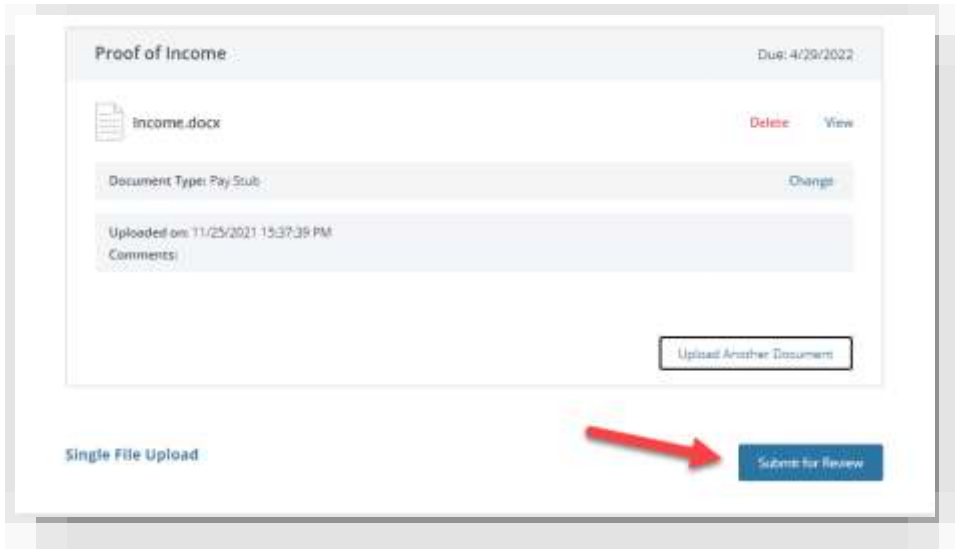 Proof of Income Due: 4/29/2022
Income.docx Delete View
Document Type: Pay Stub Change
Uploaded on: 11/25/2021 15:37:39 PM
Comments:
Upload Another Document
Single File Upload Submit for Review